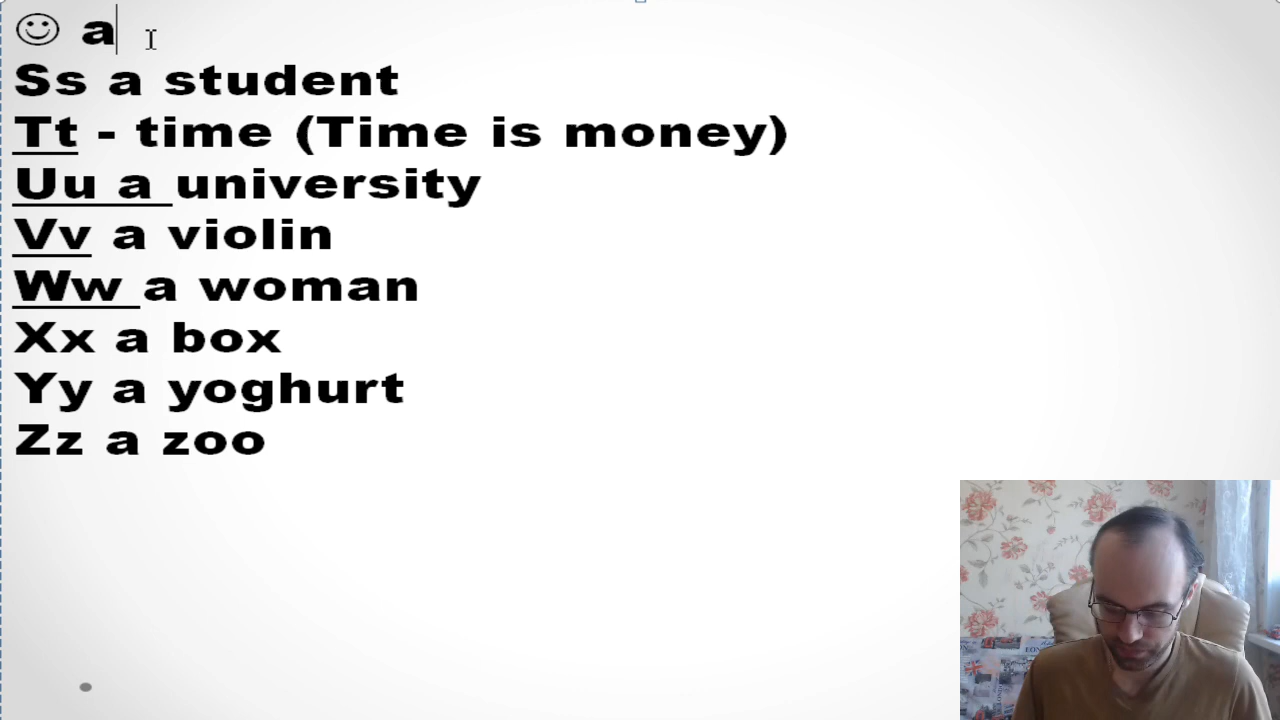 ☺ a
Ss a student
Tt - time (Time is money)
Uu a university
Vv a violin
Ww a woman
Xx a box
Yy a yoghurt
Zz a zoo